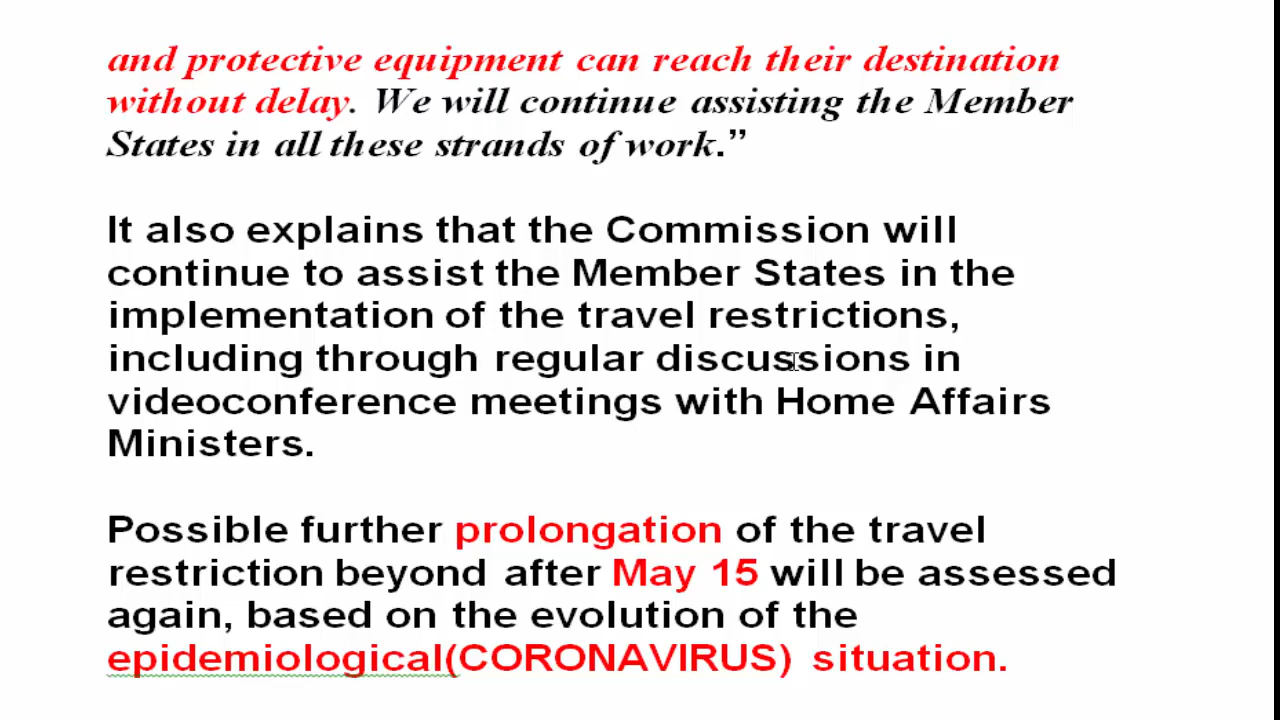 and protective equipment can reach their destination
without delay. We will continue assisting the Member
States in all these strands of work.”
It also explains that the Commission will
continue to assist the Member States in the
implementation of the travel restrictions,
including through regular discussions in
videoconference meetings with Home Affairs
Ministers.
Possible further prolongation of the travel
restriction beyond after May 15 will be assessed
again, based on the evolution of the
epidemiological(CORONAVIRUS) situation.